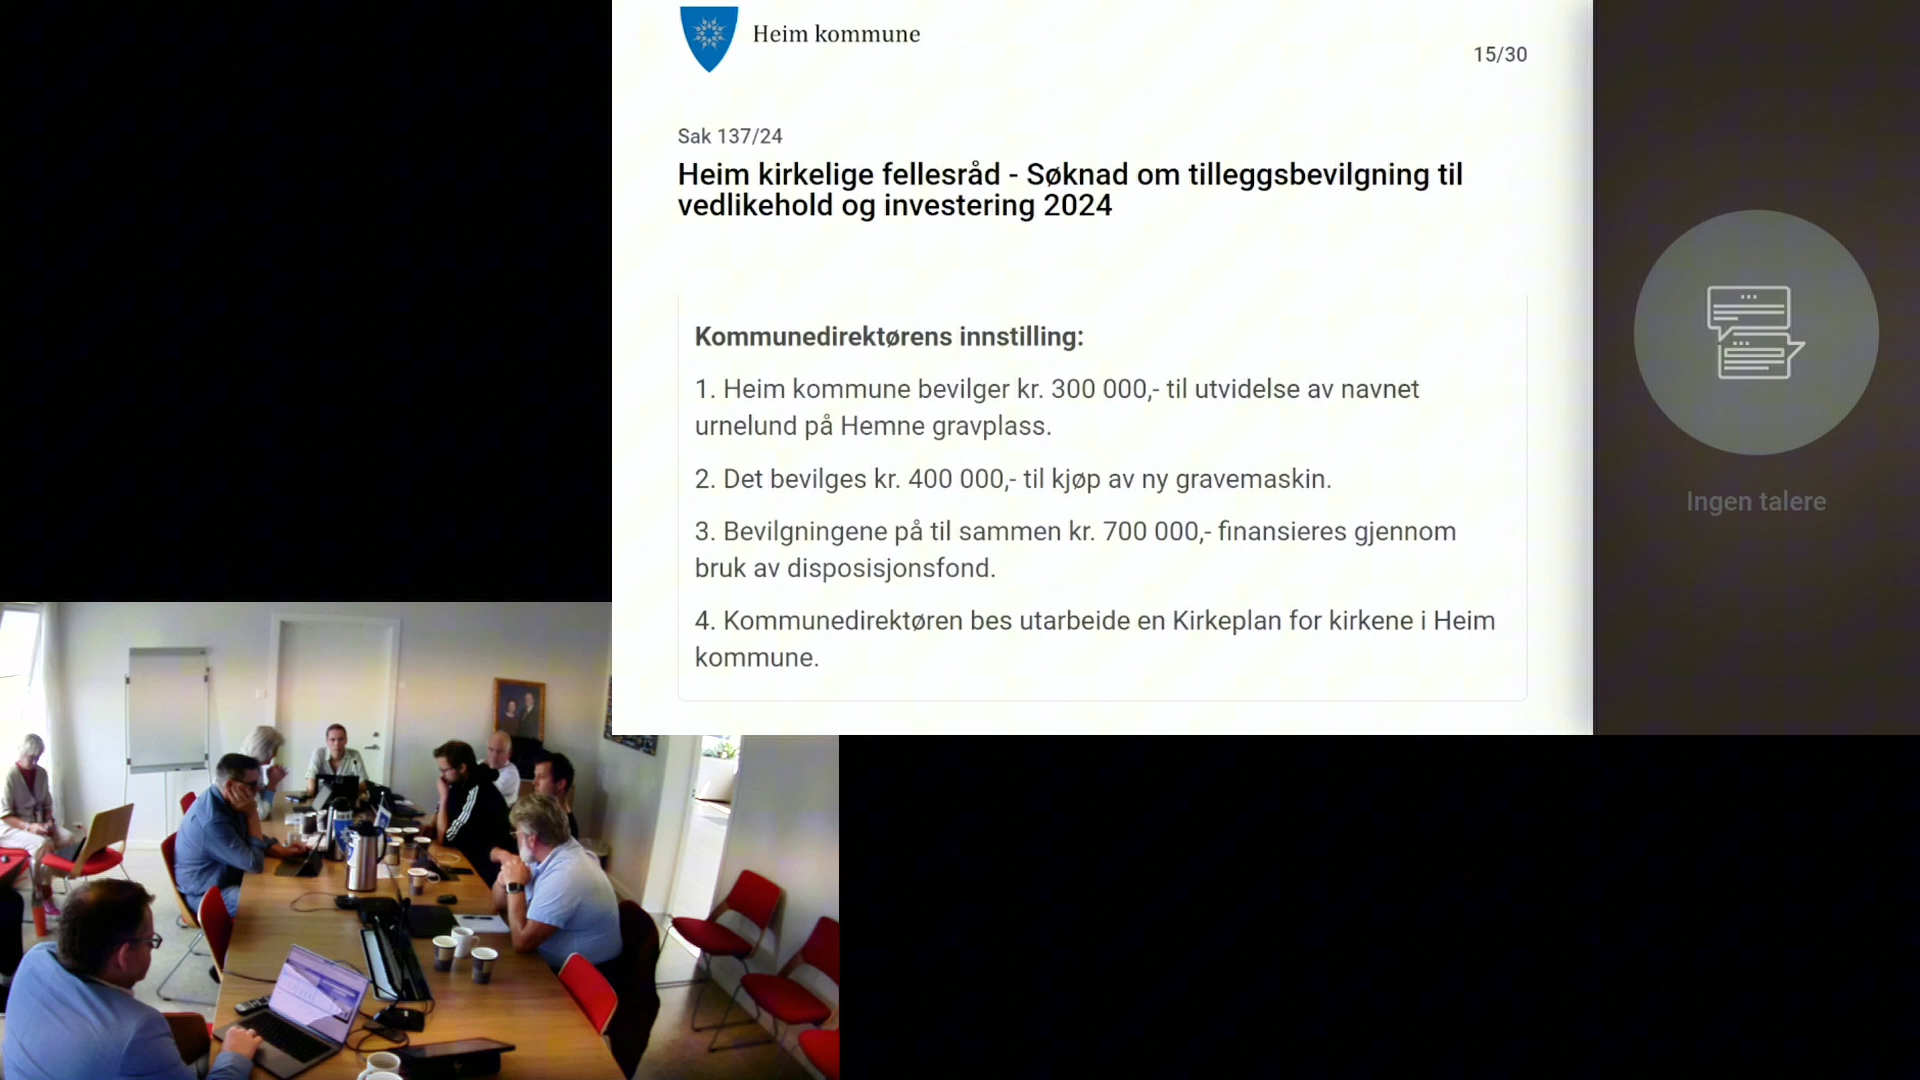 Heim kommune
15/30
Sak 137/24
Heim kirkelige fellesråd - Søknad om tilleggsbevilgning til
vedlikehold og investering 2024
Kommunedirektørens innstilling:
1. Heim kommune bevilger kr. 300 000,- til utvidelse av navnet
urnelund på Hemne gravplass.
2. Det bevilges kr. 400 000,- til kjøp av ny gravemaskin.
3. Bevilgningene på til sammen kr. 700 000,- finansieres gjennom
bruk av disposisjonsfond.
4. Kommunedirektøren bes utarbeide en Kirkeplan for kirkene i Heim
kommune.
Ingen talere